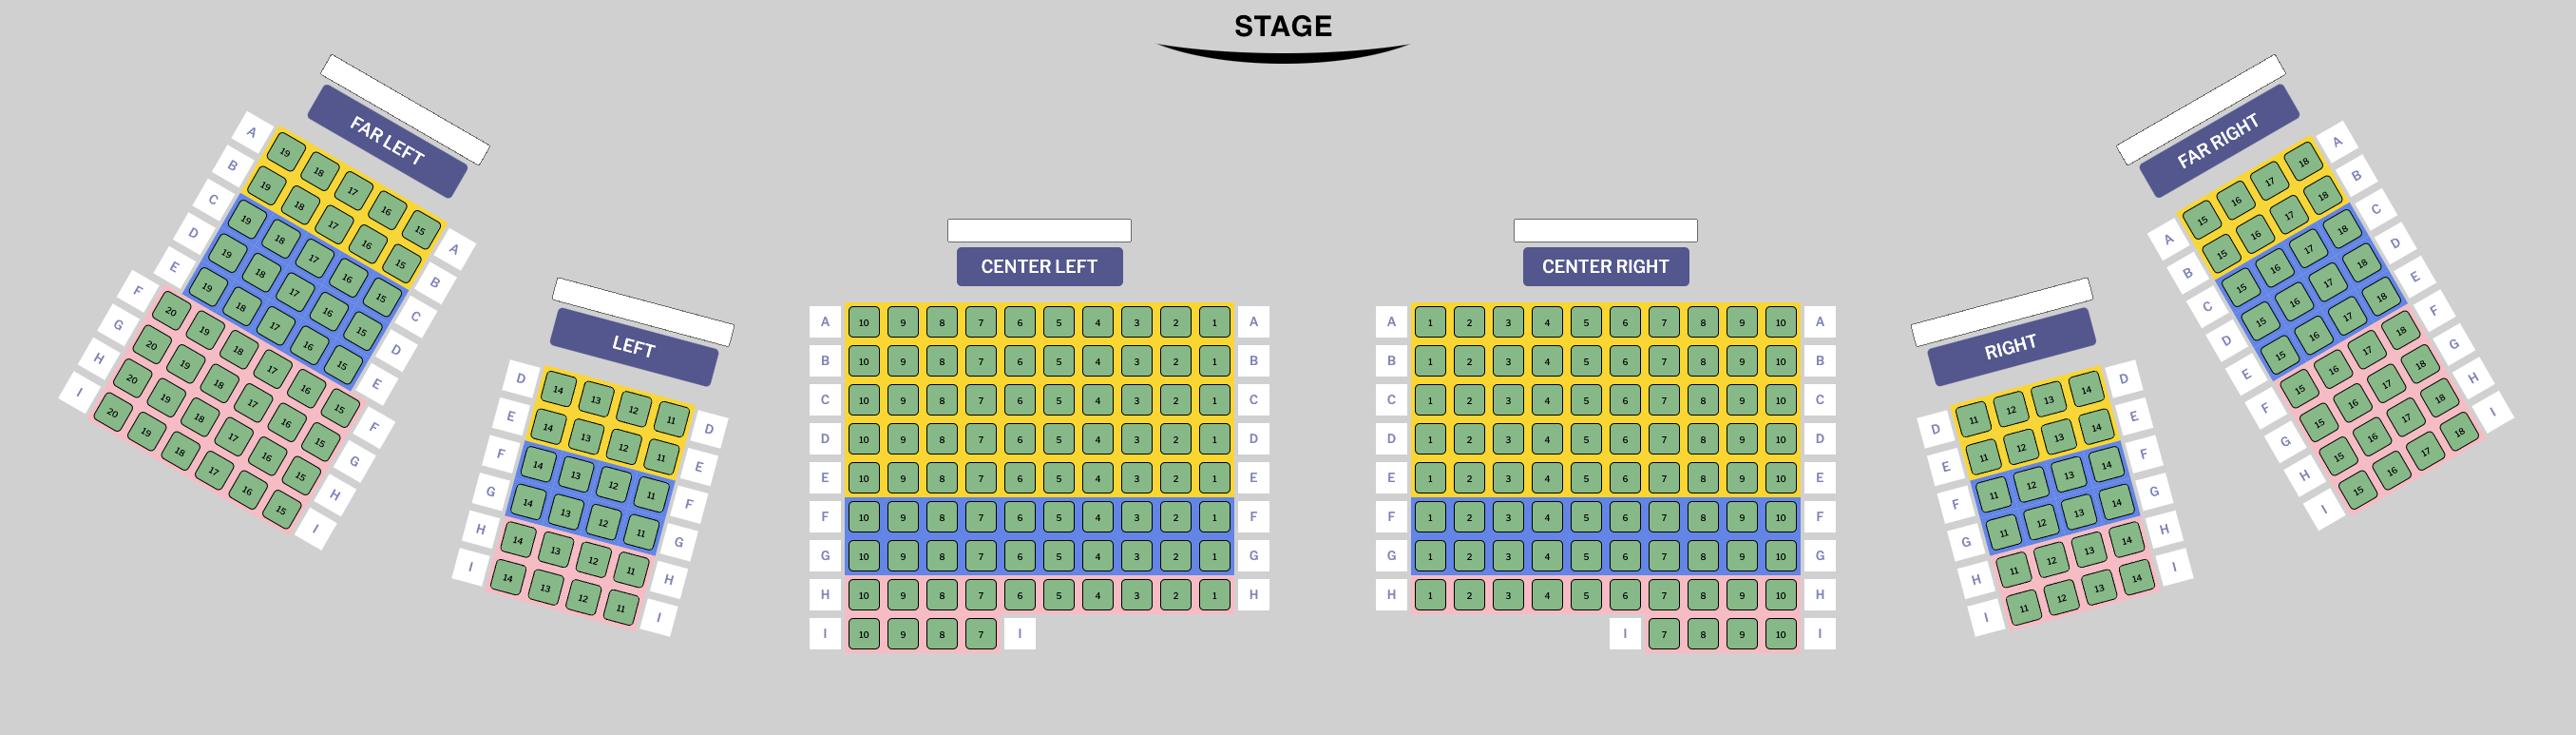 STAGE
FAR LEFT
A 19 18 17 16 15 A
B 19 18 17 16 15 B
C 19 18 17 16 15 C
D 19 18 17 16 15 D
E 19 18 17 16 15 E
F 20 19 18 17 16 15 F
G 20 19 18 17 16 15 G
H 20 19 18 17 16 15 H
I 20 19 18 17 16 15 I
LEFT
D 14 13 12 11 D
E 14 13 12 11 E
F 14 13 12 11 F
G 14 13 12 11 G
H 14 13 12 11 H
I 14 13 12 11 I
CENTER LEFT
A 10 9 8 7 6 5 4 3 2 1 A
B 10 9 8 7 6 5 4 3 2 1 B
C 10 9 8 7 6 5 4 3 2 1 C
D 10 9 8 7 6 5 4 3 2 1 D
E 10 9 8 7 6 5 4 3 2 1 E
F 10 9 8 7 6 5 4 3 2 1 F
G 10 9 8 7 6 5 4 3 2 1 G
H 10 9 8 7 6 5 4 3 2 1 H
I 10 9 8 7 I
CENTER RIGHT
A 1 2 3 4 5 6 7 8 9 10 A
B 1 2 3 4 5 6 7 8 9 10 B
C 1 2 3 4 5 6 7 8 9 10 C
D 1 2 3 4 5 6 7 8 9 10 D
E 1 2 3 4 5 6 7 8 9 10 E
F 1 2 3 4 5 6 7 8 9 10 F
G 1 2 3 4 5 6 7 8 9 10 G
H 1 2 3 4 5 6 7 8 9 10 H
I 7 8 9 10 I
RIGHT
D 11 12 13 14 D
E 11 12 13 14 E
F 11 12 13 14 F
G 11 12 13 14 G
H 11 12 13 14 H
I 11 12 13 14 I
FAR RIGHT
A 15 16 17 18 A
B 15 16 17 18 B
C 15 16 17 18 C
D 15 16 17 18 D
E 15 16 17 18 E
F 15 16 17 18 F
G 15 16 17 18 G
H 15 16 17 18 H
I 15 16 17 18 I